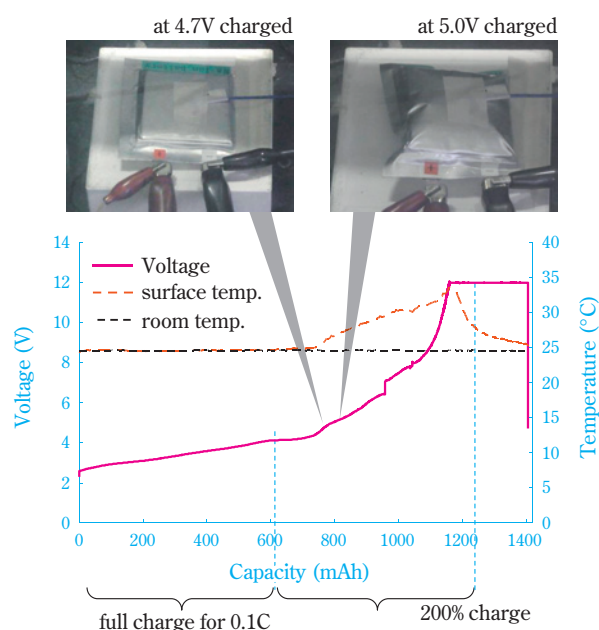 at 4.7V charged
at 5.0V charged
14
12
10
8
6
4
2
0
Voltage (V)
Voltage
surface temp.
room temp.
40
35
30
25
20
15
10
5
0
Temperature (°C)
0
200
400
600
800
1000
1200
1400
Capacity (mAh)
full charge for 0.1C
200% charge